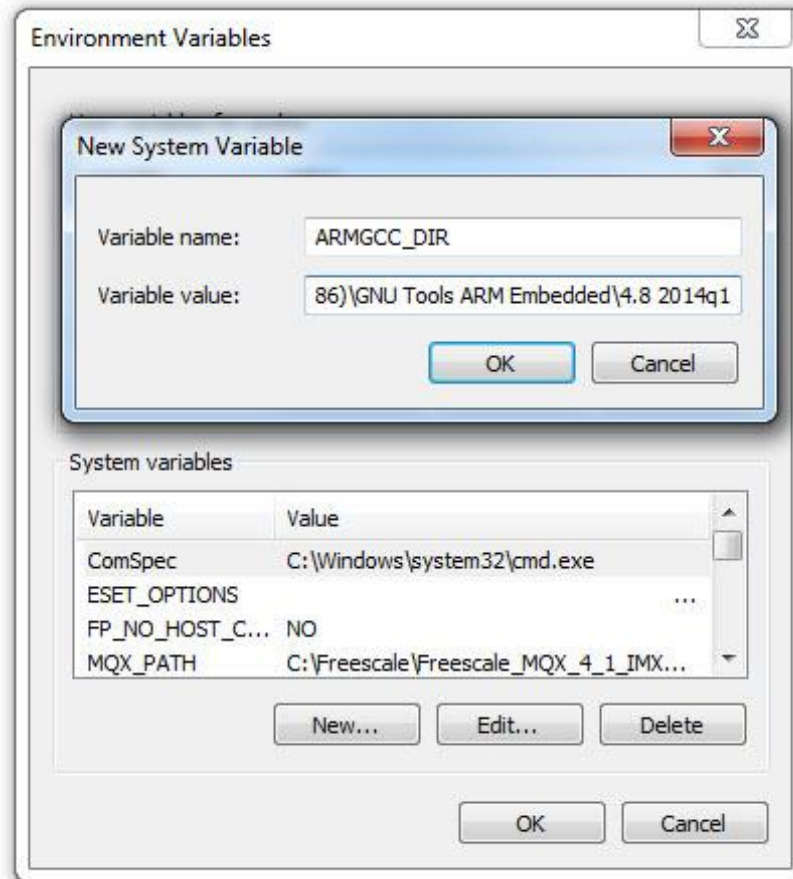 Environment Variables
New System Variable
Variable name: ARMGCC_DIR
Variable value: 86)\GNU Tools ARM Embedded\4.8 2014q1
OK Cancel
System variables
Variable Value
ComSpec C:\Windows\system32\cmd.exe
ESET_OPTIONS ...
FP_NO_HOST_C... NO
MQX_PATH C:\Freescale\Freescale_MQX_4_1_IMX...
New... Edit... Delete
OK Cancel